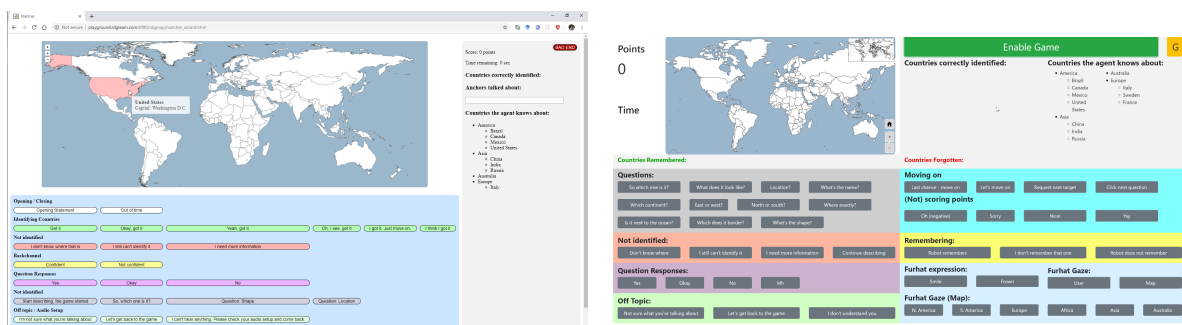 Matcher
Not secure | playground.rdglearn.com:8080/rdgmap/matcher_wizard.html
Score: 0 points
BAD END
Time remaining: 0 sec
Countries correctly identified:
Anchors talked about:
Countries the agent knows about:
America
Brazil
Canada
Mexico
United States
Asia
China
India
Russia
Australia
Europe
Italy
United States
Capital: Washington D.C.
Opening / Closing
Opening Statement Out of time
Identifying Countries
Got it Okay, got it Yeah, got it Oh, I see, got it I got it. Just move on I think I got it
Not identified
I don't know where that is I still can't identify it I need more information
Backchannel
Confident Not confident
Question Responses
Yes Okay No
Not identified
Start describing, the game started So, which one is it? Question: Shape Question: Location
Off topic / Audio Setup
I'm not sure what you're talking about Let's get back to the game I can't hear anything. Please check your audio setup and come back
Points
0
Time
Enable Game
G
Countries correctly identified:
Countries the agent knows about:
America
Brazil
Canada
Mexico
United States
Asia
China
India
Russia
Australia
Europe
Italy
Sweden
France
Countries Remembered:
Countries Forgotten:
Questions:
So which one is it? What does it look like? Location? What's the name?
Which continent? East or west? North or south? Where exactly?
Is it next to the ocean? Which does it border? What's the shape?
Not identified:
Don't know where I still can't identify it I need more information Continue describing
Question Responses:
Yes Okay No Mh
Off Topic:
Not sure what you're talking about Let's get back to the game I don't understand you
Moving on
Last chance - move on Let's move on Request next target Click next question
(Not) scoring points
Oh (negative) Sorry Nice! Yay
Remembering:
Robot remembers I don't remember that one Robot does not remember
Furhat expression:
Smile Frown
Furhat Gaze:
User Map
Furhat Gaze (Map):
N. America S. America Europe Africa Asia Australia